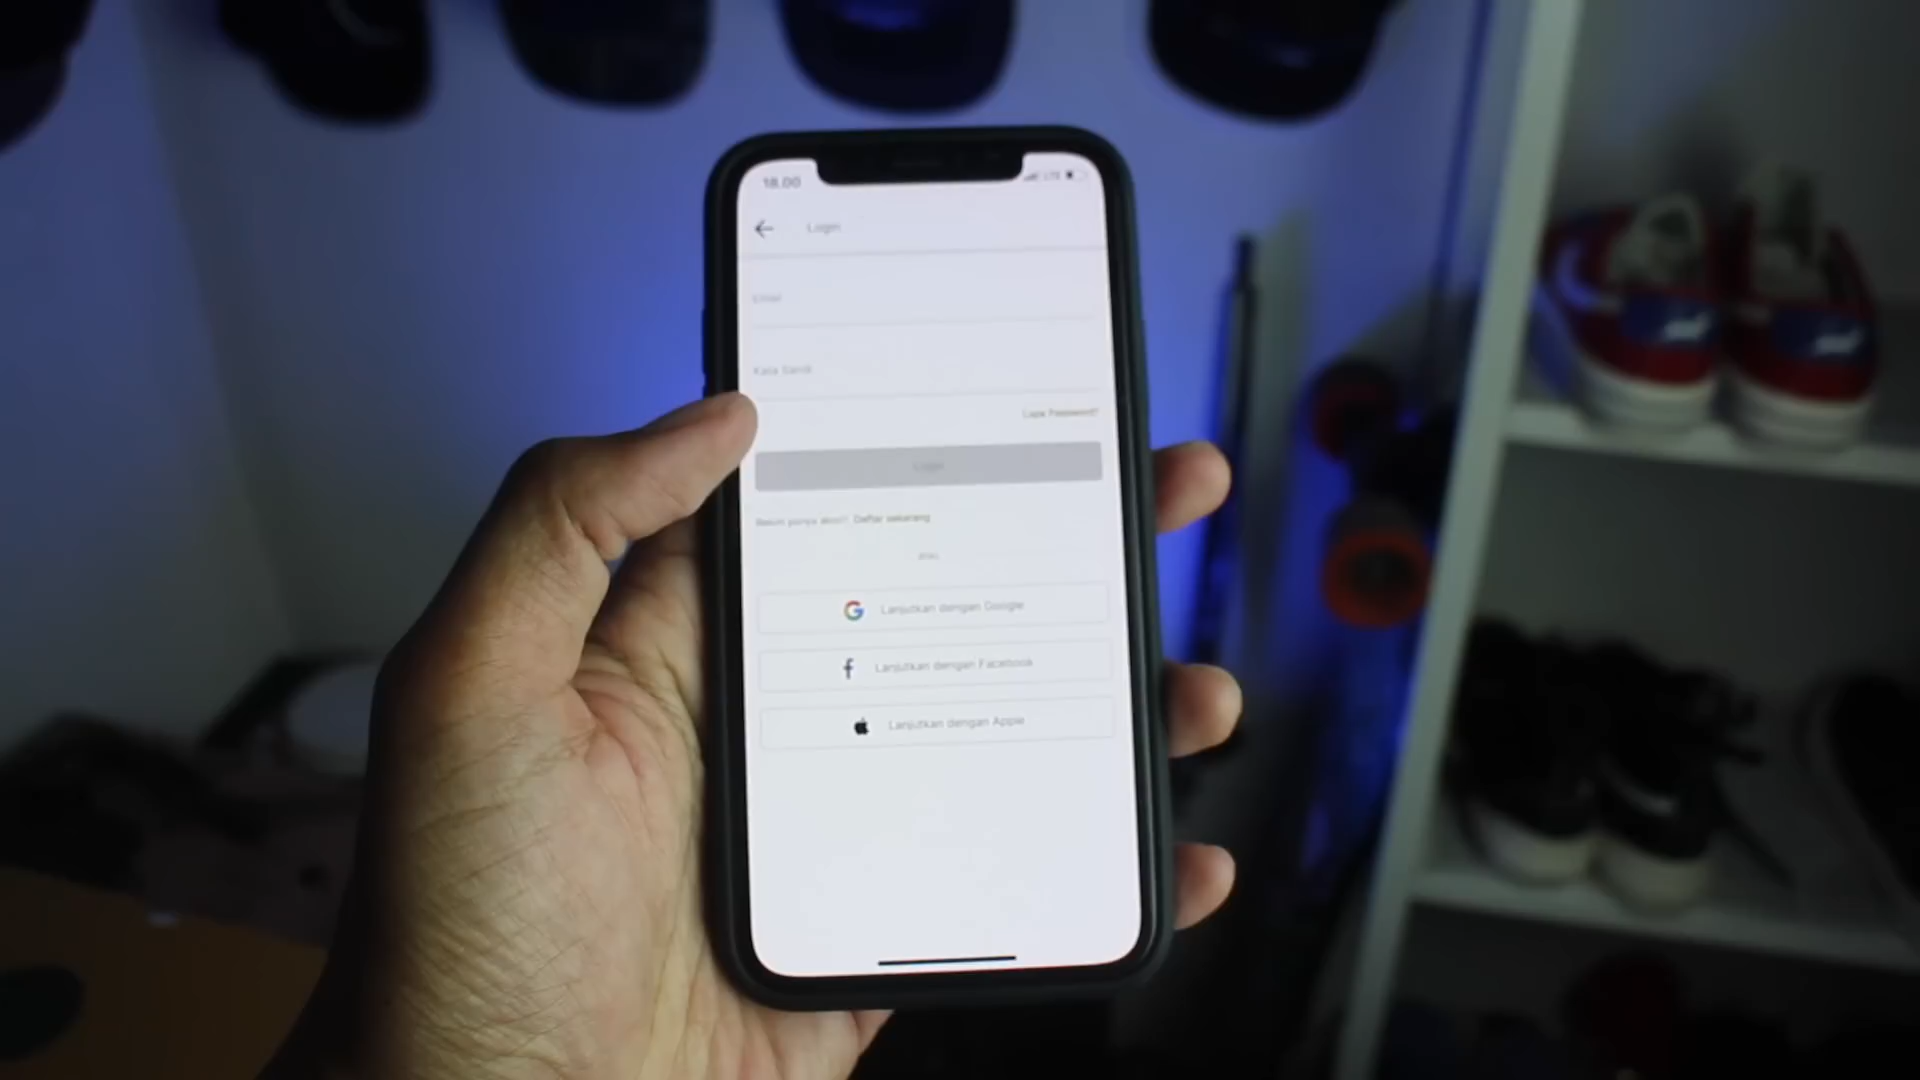 18.00
LTE
Login
Email
Kata Sandi
Lupa Password?
Login
Belum punya akun? Daftar sekarang
atau
Lanjutkan dengan Google
Lanjutkan dengan Facebook
Lanjutkan dengan Apple